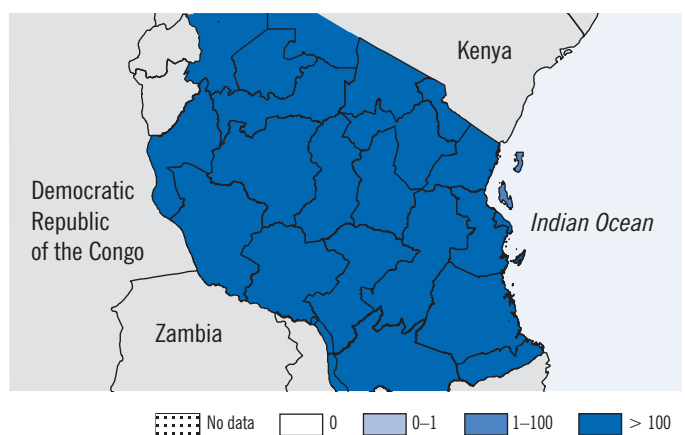 Kenya
Democratic
Republic
of the Congo
Indian Ocean
Zambia
No data
0
0–1
1–100
> 100